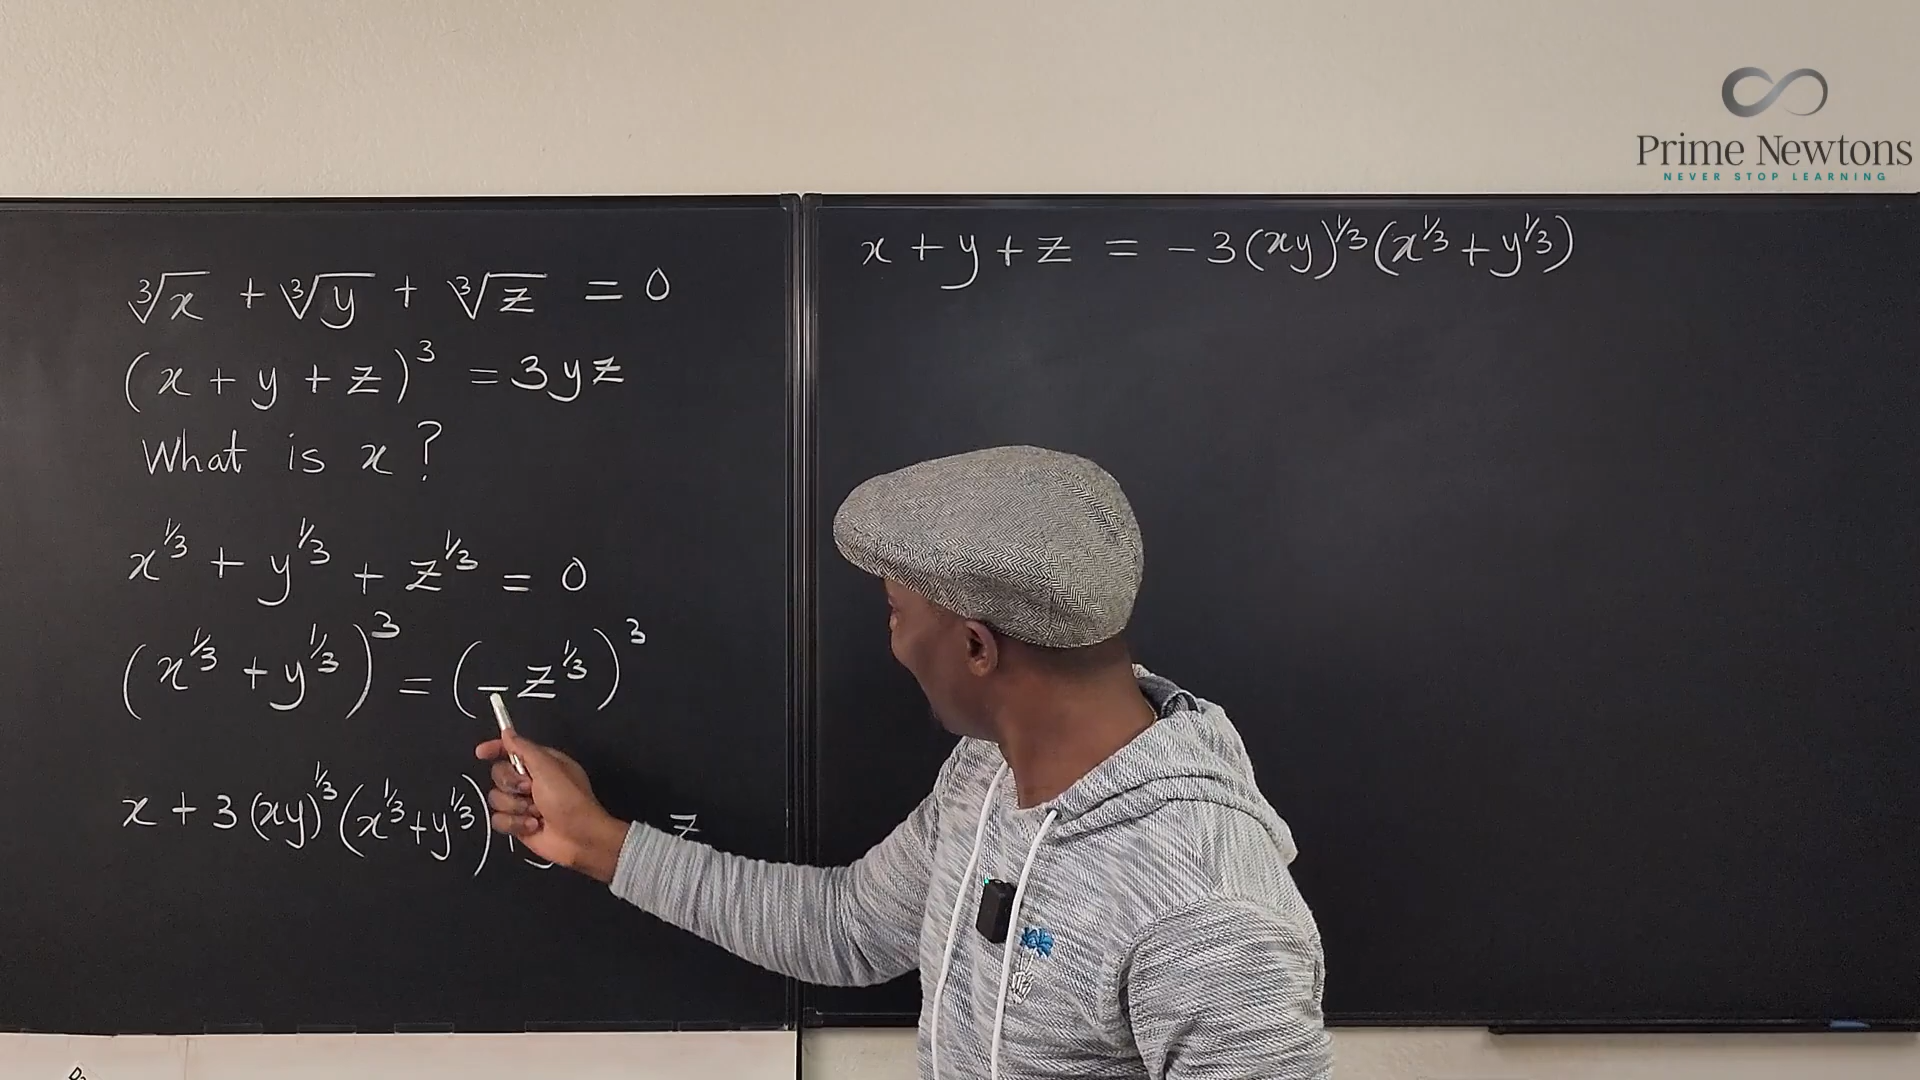 ∛x + ∛y + ∛z = 0
(x + y + z)³ = 3yz
What is x?
x^1/3 + y^1/3 + z^1/3 = 0
(x^1/3 + y^1/3)³ = (-z^1/3)³
x + 3(xy)^1/3(x^1/3 + y^1/3) z
x + y + z = -3(xy)^1/3(x^1/3 + y^1/3)
Prime Newtons
NEVER STOP LEARNING